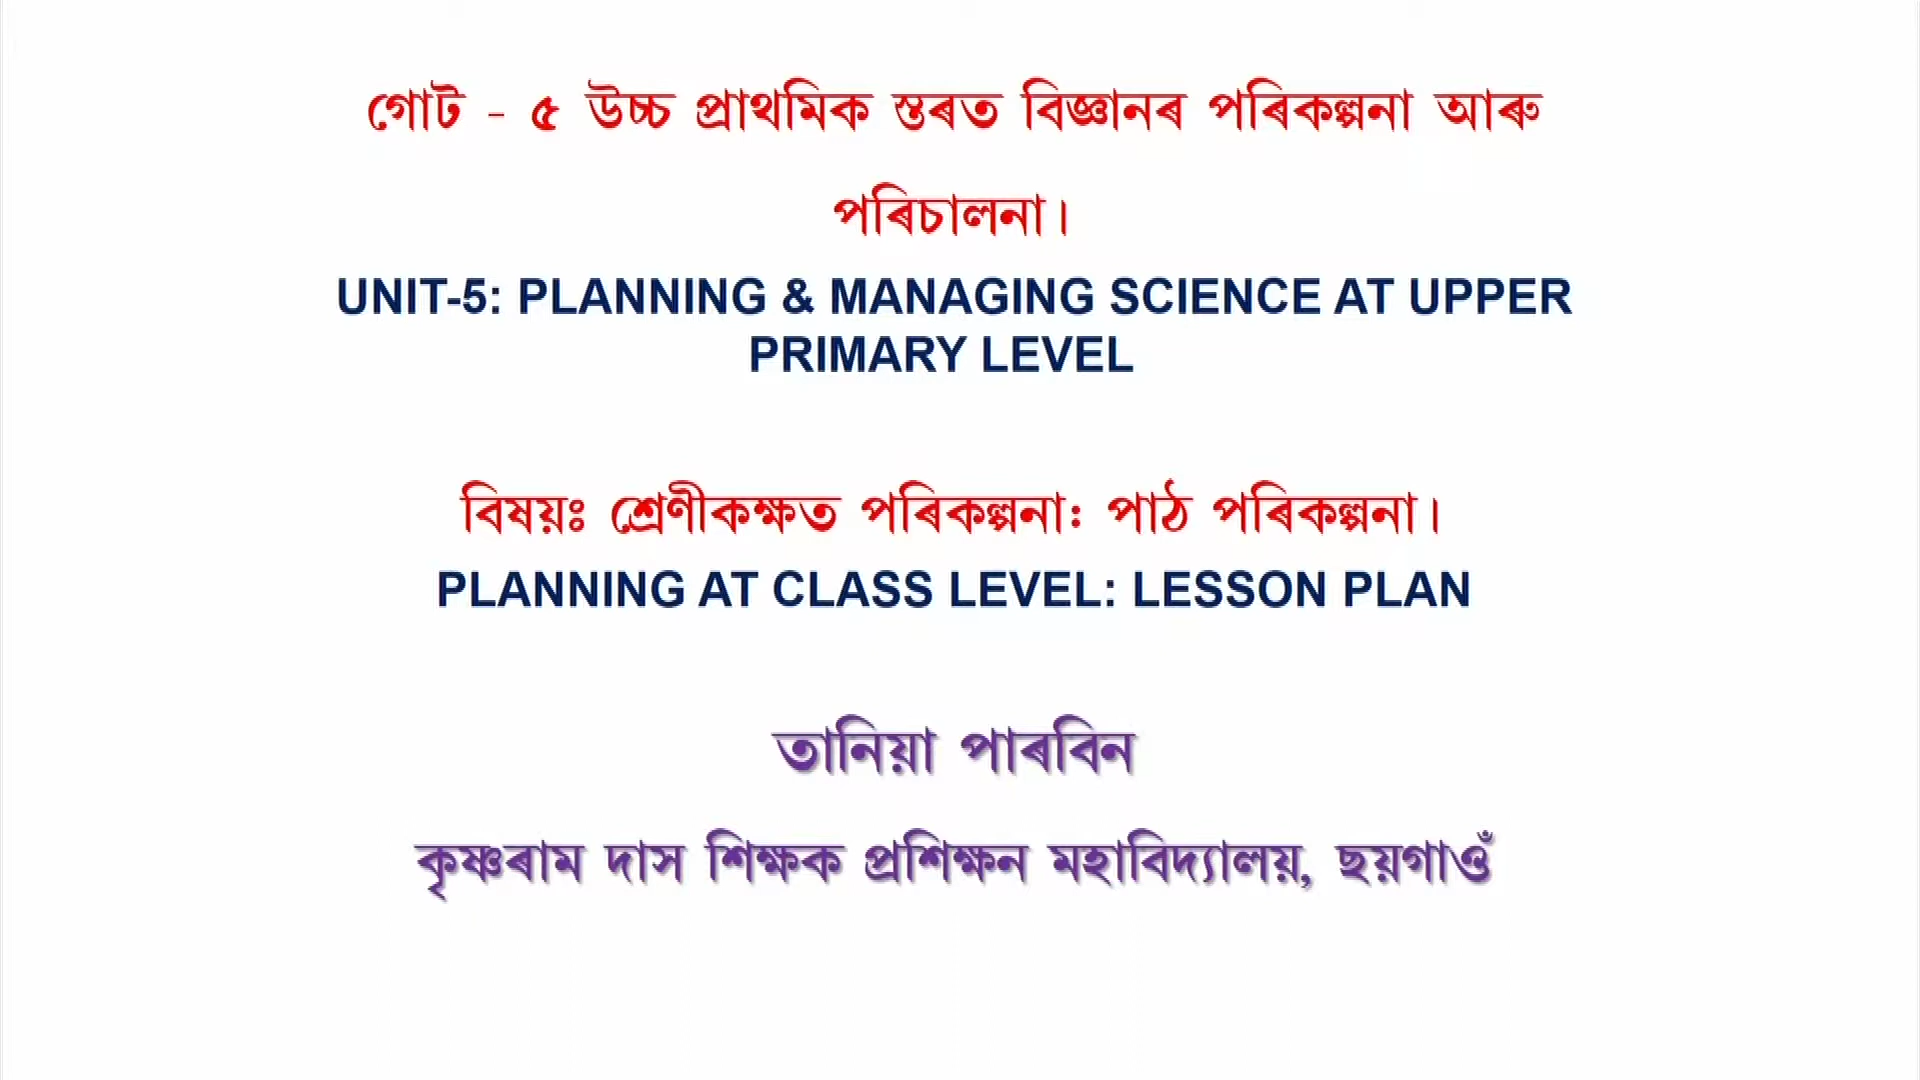 গোট - ৫ উচ্চ প্ৰাথমিক স্তৰত বিজ্ঞানৰ পৰিকল্পনা আৰু
পৰিচালনা।
UNIT-5: PLANNING & MANAGING SCIENCE AT UPPER
PRIMARY LEVEL
বিষয়ঃ শ্ৰেণীকক্ষত পৰিকল্পনা: পাঠ পৰিকল্পনা।
PLANNING AT CLASS LEVEL: LESSON PLAN
তানিয়া পাৰবিন
কৃষ্ণৰাম দাস শিক্ষক প্ৰশিক্ষন মহাবিদ্যালয়, ছয়গাওঁ